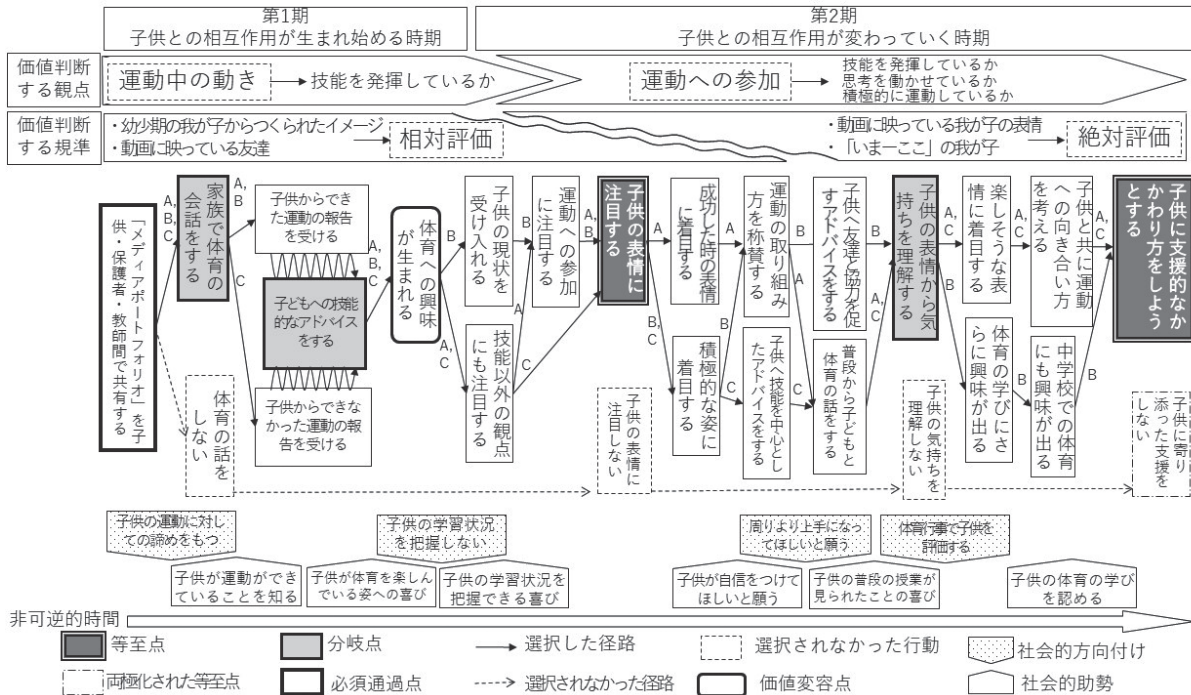 第1期
子供との相互作用が生まれ始める時期
第2期
子供との相互作用が変わっていく時期
価値判断
する観点
運動中の動き
技能を発揮しているか
運動への参加
技能を発揮しているか
思考を働かせているか
積極的に運動しているか
価値判断
する規準
・幼少期の我が子からつくられたイメージ
・動画に映っている友達
相対評価
・動画に映っている我が子の表情
・「いまーここ」の我が子
絶対評価
「メディアポートフォリオ」を子
供・保護者・教師間で共有する
A,
B,
C
家族で体育の
会話をする
体育の話を
しない
A,
B
C
子供からでき
た運動の報告
を受ける
子どもへの技能
的なアドバイス
をする
子供からできな
かった運動の報
告を受ける
A,
B,
C
体育への興味
が生まれる
B
A,
C
子供の現状を
受け入れる
技能以外の観点
にも注目する
B
A
C
運動への参加
に注目する
A,
B
子供の表情に
注目する
子供の表情に
注目しない
A
B,
C
成功した時の表情
に着目する
積極的な姿に
着目する
A
B
C
運動の取り組み
方を称賛する
子供へ技能を中心とし
たアドバイスをする
B
A
C
子供へ友達と協力を促
すアドバイスをする
普段から子どもと
体育の話をする
B
A,
C
子供の表情から気
持ちを理解する
子供の気持ちを
理解しない
A,
C
B
楽しそうな表
情に着目する
体育の学びにさ
らに興味が出る
A,
C
B
子供と共に運動
への向き合い方
を考える
中学校での体育
にも興味が出る
A,
C
B
子供に支援的なか
かわり方をしよう
とする
子供に寄り
添った支援を
しない
子供の運動に対し
ての諦めをもつ
子供の学習状況
を把握しない
周りより上手になっ
てほしいと願う
体育行事で子供を
評価する
子供が運動ができ
ていることを知る
子供が体育を楽しん
でいる姿への喜び
子供の学習状況を
把握できる喜び
子供が自信をつけて
ほしいと願う
子供の普段の授業が
見られたことの喜び
子供の体育の学び
を認める
非可逆的時間
等至点
分岐点
選択した径路
選択されなかった行動
社会的方向付け
両極化された等至点
必須通過点
選択されなかった径路
価値変容点
社会的助勢